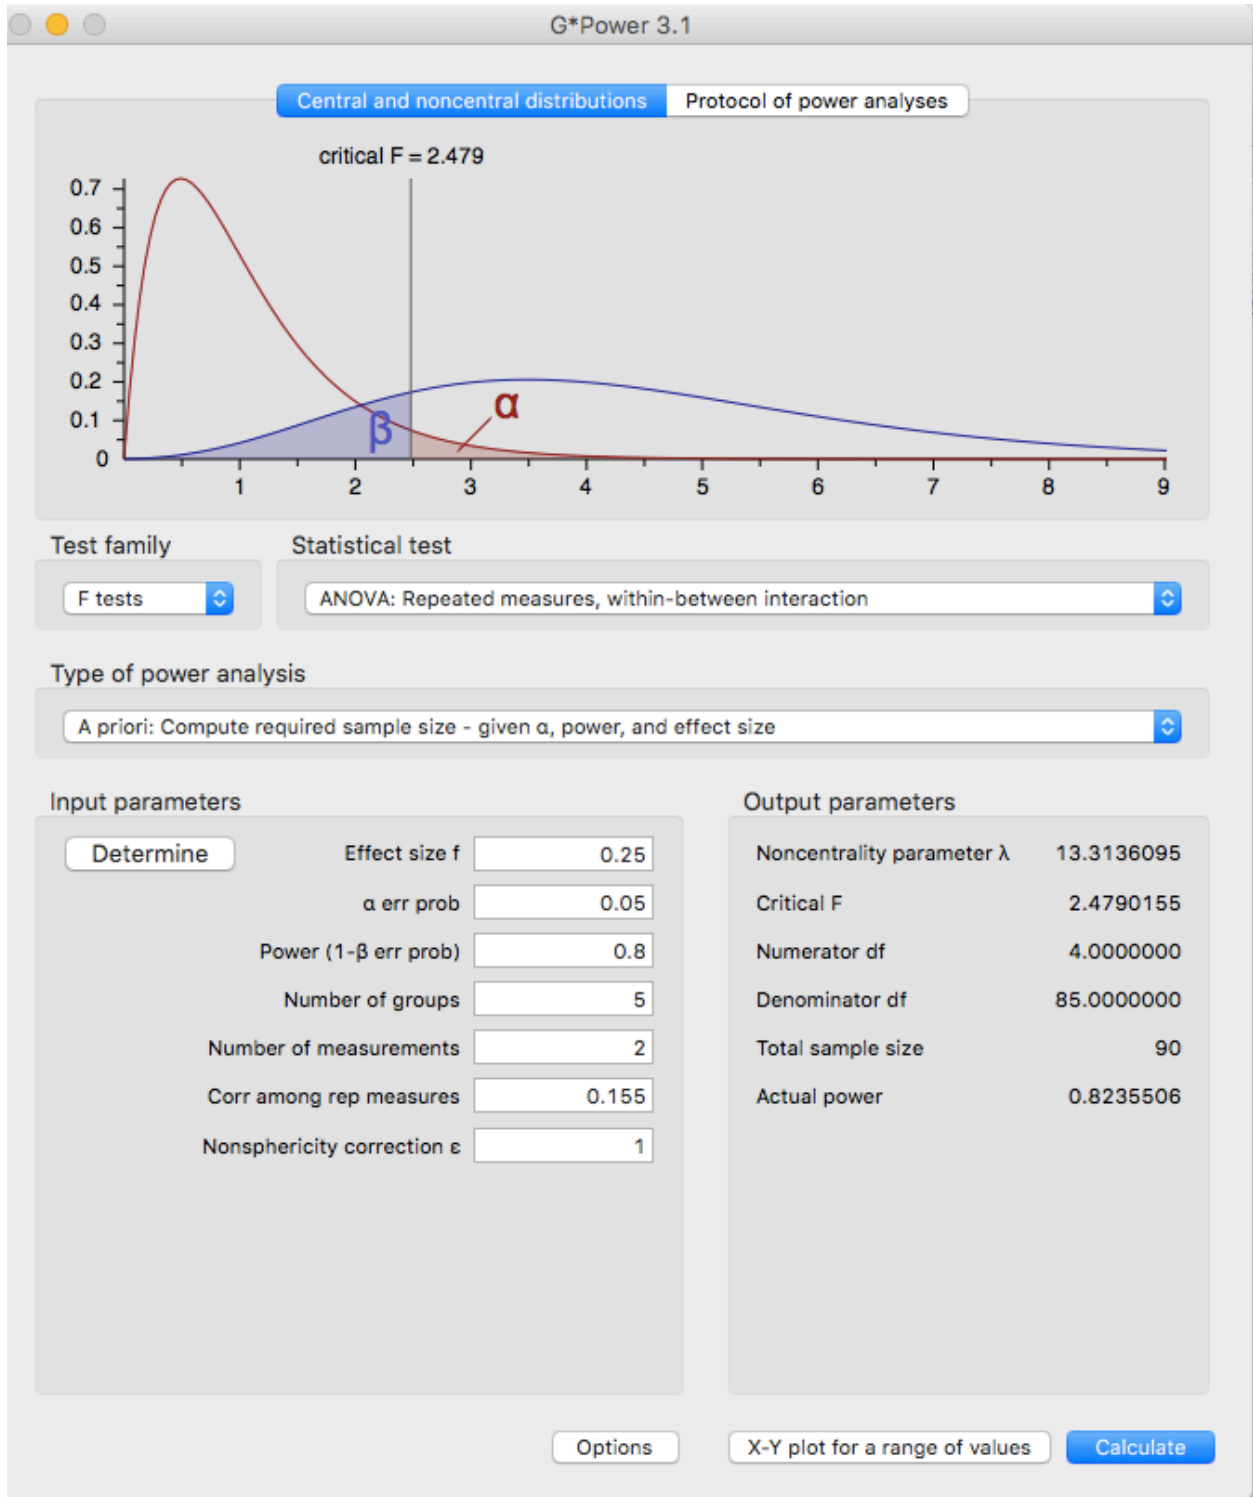 G*Power 3.1
Central and noncentral distributions Protocol of power analyses
critical F = 2.479
0.7
0.6
0.5
0.4
0.3
0.2
0.1
0
β
α
1 2 3 4 5 6 7 8 9
Test family Statistical test
F tests ANOVA: Repeated measures, within-between interaction
Type of power analysis
A priori: Compute required sample size - given α, power, and effect size
Input parameters Output parameters
Determine Effect size f 0.25 Noncentrality parameter λ 13.3136095
α err prob 0.05 Critical F 2.4790155
Power (1-β err prob) 0.8 Numerator df 4.0000000
Number of groups 5 Denominator df 85.0000000
Number of measurements 2 Total sample size 90
Corr among rep measures 0.155 Actual power 0.8235506
Nonsphericity correction ε 1
Options X-Y plot for a range of values Calculate